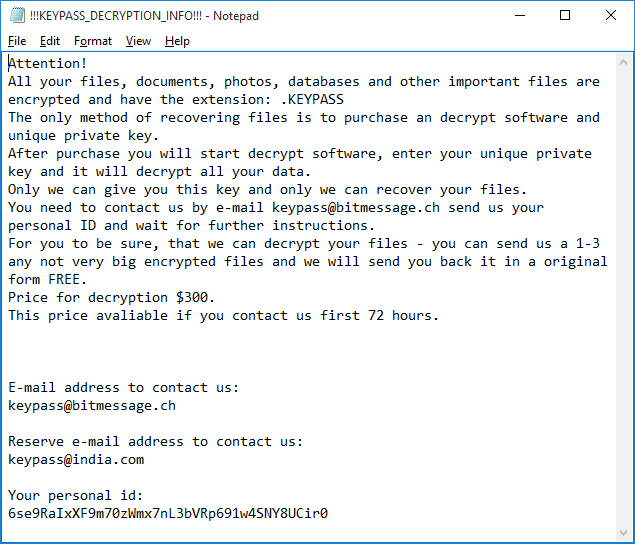 !!!KEYPASS_DECRYPTION_INFO!!! - Notepad
File Edit Format View Help
Attention!
All your files, documents, photos, databases and other important files are
encrypted and have the extension: .KEYPASS
The only method of recovering files is to purchase an decrypt software and
unique private key.
After purchase you will start decrypt software, enter your unique private
key and it will decrypt all your data.
Only we can give you this key and only we can recover your files.
You need to contact us by e-mail keypass@bitmessage.ch send us your
personal ID and wait for further instructions.
For you to be sure, that we can decrypt your files - you can send us a 1-3
any not very big encrypted files and we will send you back it in a original
form FREE.
Price for decryption $300.
This price avaliable if you contact us first 72 hours.
E-mail address to contact us:
keypass@bitmessage.ch
Reserve e-mail address to contact us:
keypass@india.com
Your personal id:
6se9RaIxXF9m70zWmx7nL3bVRp691w4SNY8UCir0